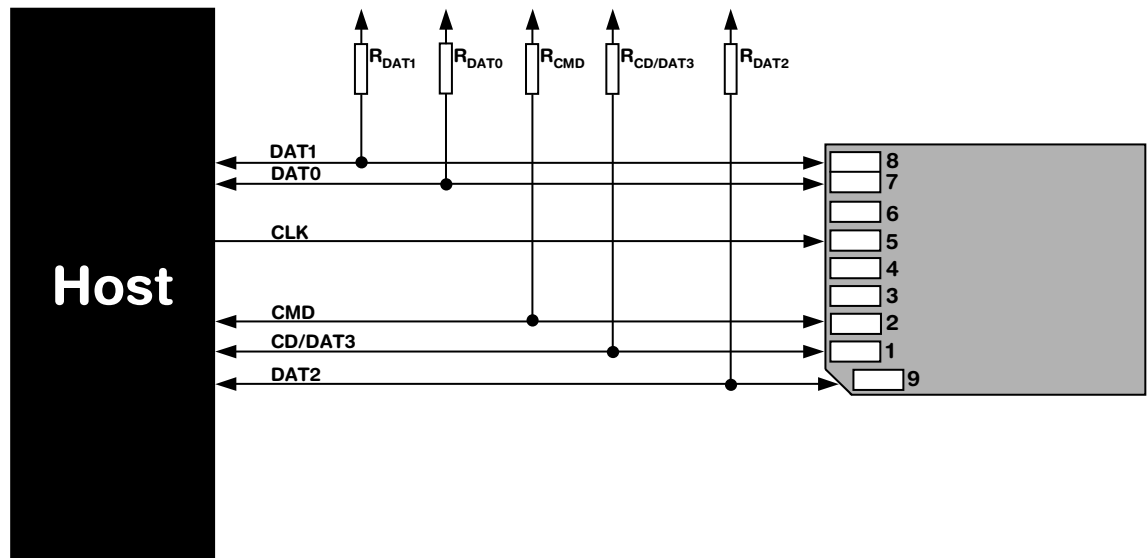 RDAT1 RDAT0 RCMD RCD/DAT3 RDAT2
DAT1
8
DAT0
7
6
CLK
5
Host
4
3
CMD
2
CD/DAT3
1
DAT2
9